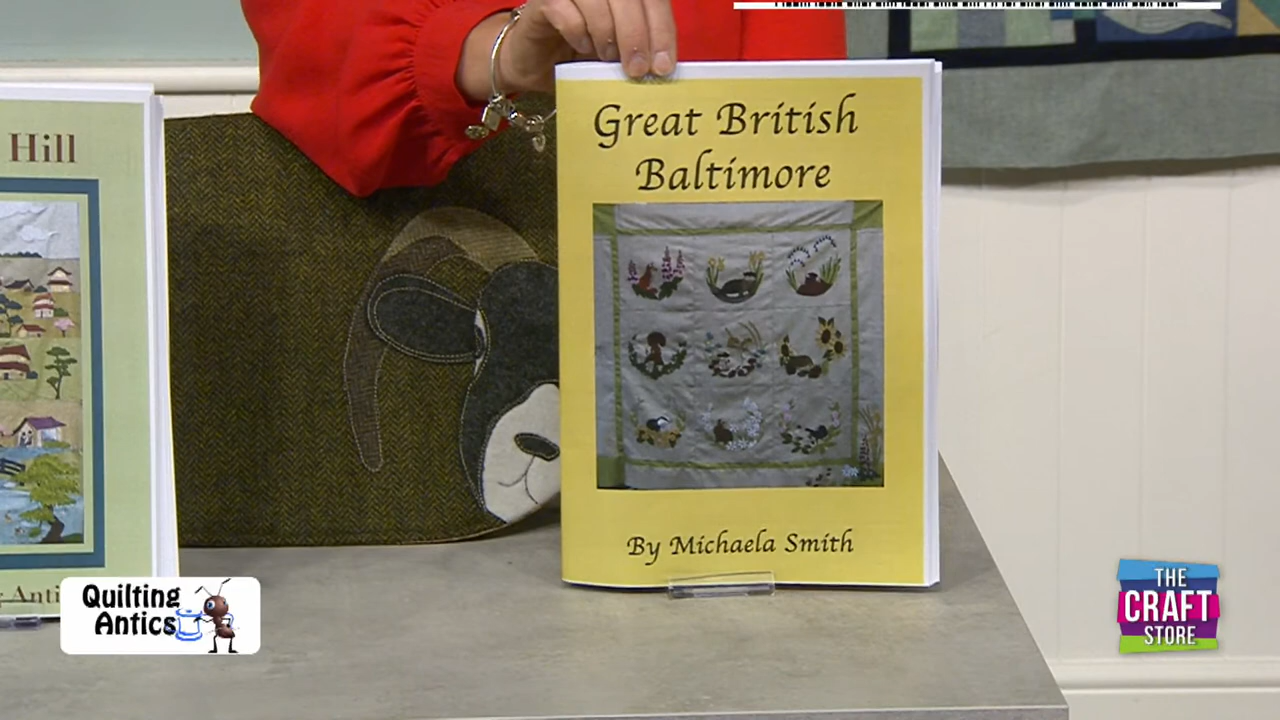 Hill
Great British
Baltimore
By Michaela Smith
Quilting
Antics
THE
CRAFT
STORE